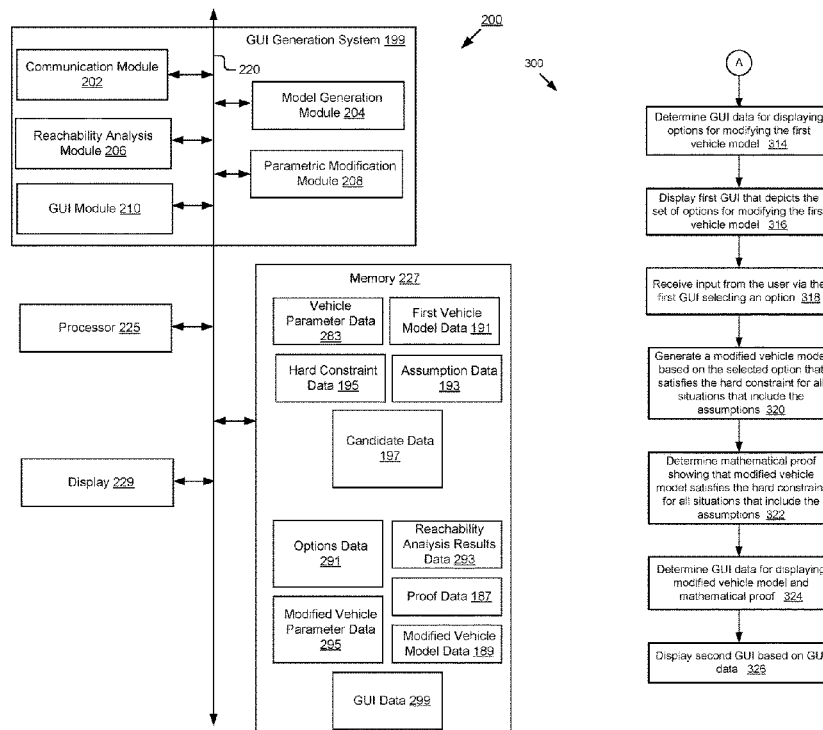 200
GUI Generation System 199
220
Communication Module
202
Model Generation
Module 204
Reachability Analysis
Module 206
Parametric Modification
Module 208
GUI Module 210
Processor 225
Display 229
Memory 227
Vehicle
Parameter Data
283
First Vehicle
Model Data 191
Hard Constraint
Data 195
Assumption Data
193
Candidate Data
197
Options Data
291
Reachability
Analysis Results
Data 293
Proof Data 187
Modified Vehicle
Parameter Data
295
Modified Vehicle
Model Data 189
GUI Data 299
300
A
Determine GUI data for displaying
options for modifying the first
vehicle model 314
Display first GUI that depicts the
set of options for modifying the first
vehicle model 316
Receive input from the user via the
first GUI selecting an option 318
Generate a modified vehicle model
based on the selected option that
satisfies the hard constraint for all
situations that include the
assumptions 320
Determine mathematical proof
showing that modified vehicle
model satisfies the hard constraint
for all situations that include the
assumptions 322
Determine GUI data for displaying
modified vehicle model and
mathematical proof 324
Display second GUI based on GUI
data 326